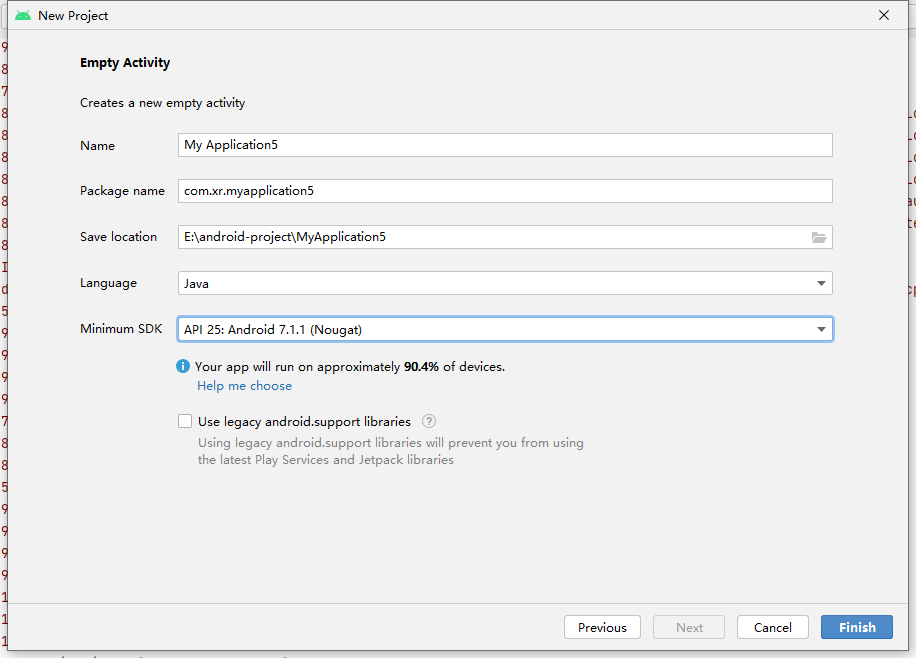 New Project
Empty Activity
Creates a new empty activity
Name
My Application5
Package name
com.xr.myapplication5
Save location
E:\android-project\MyApplication5
Language
Java
Minimum SDK
API 25: Android 7.1.1 (Nougat)
i Your app will run on approximately 90.4% of devices.
Help me choose
Use legacy android.support libraries ?
Using legacy android.support libraries will prevent you from using
the latest Play Services and Jetpack libraries
Previous
Next
Cancel
Finish